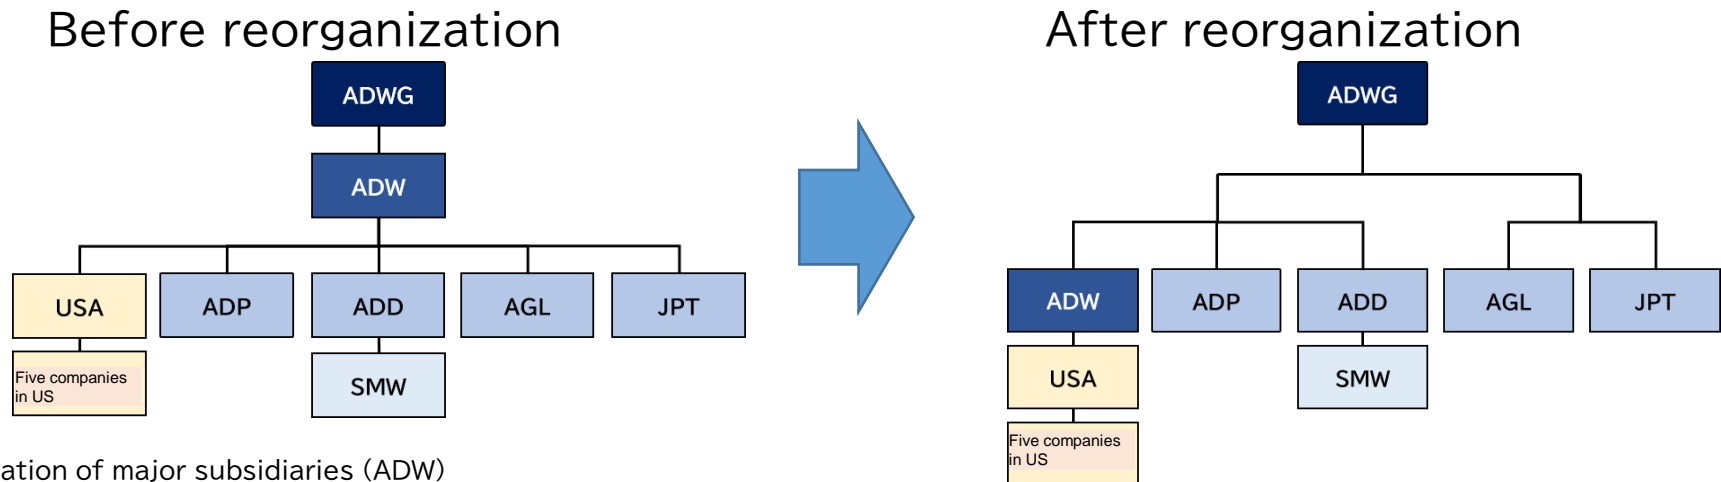 Before reorganization
After reorganization
ADWG
ADW
USA
ADP
ADD
AGL
JPT
Five companies
in US
SMW
ADWG
ADW
ADP
ADD
AGL
JPT
USA
SMW
Five companies
in US
ation of major subsidiaries (ADW)